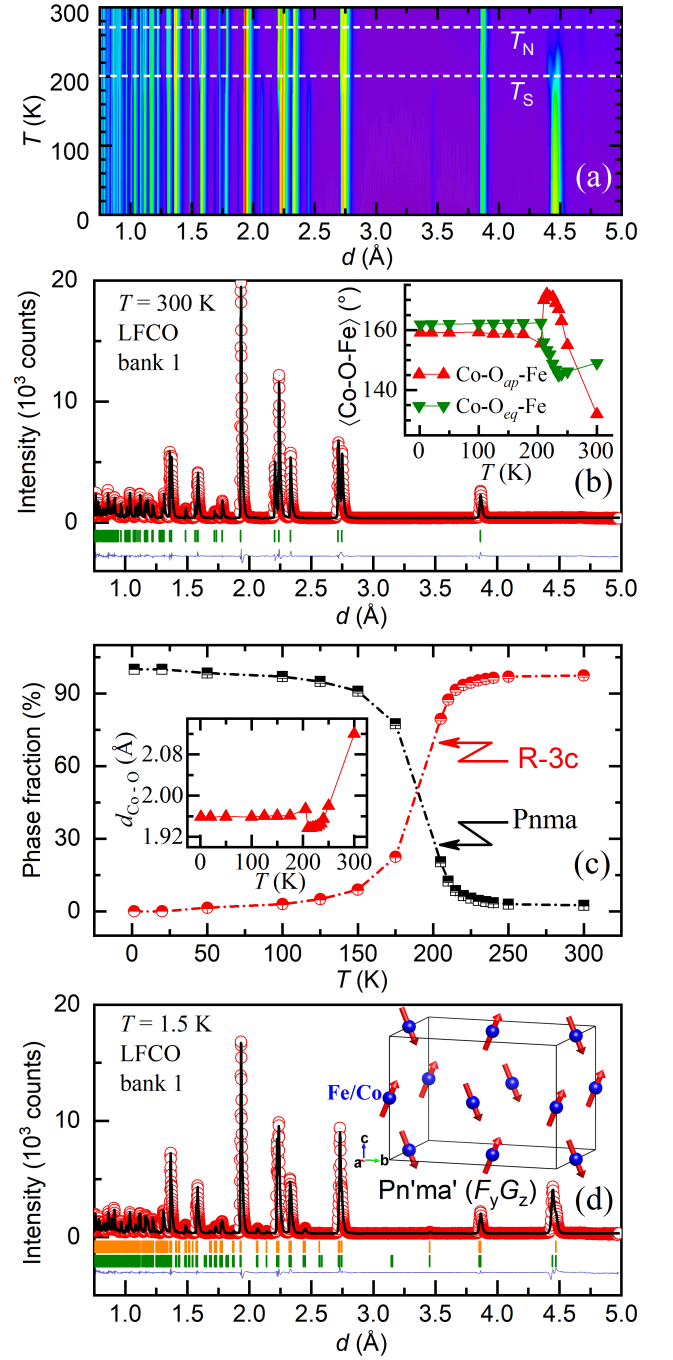 300
200
100
0
T (K)
T_N
T_S
(a)
1.0 1.5 2.0 2.5 3.0 3.5 4.0 4.5 5.0
d (Å)
20
10
0
Intensity (10³ counts)
T = 300 K
LFCO
bank 1
⟨Co-O-Fe⟩ (°)
160
140
Co-O_ap-Fe
Co-O_eq-Fe
0 100 200 300
T (K)
(b)
1.0 1.5 2.0 2.5 3.0 3.5 4.0 4.5 5.0
d (Å)
90
60
30
0
Phase fraction (%)
d_Co-O (Å)
2.08
2.00
1.92
0 100 200 300
T (K)
R-3c
Pnma
(c)
0 50 100 150 200 250 300
T (K)
20
10
0
Intensity (10³ counts)
T = 1.5 K
LFCO
bank 1
Fe/Co
c
a b
Pn'ma' (F_yG_z)
(d)
1.0 1.5 2.0 2.5 3.0 3.5 4.0 4.5 5.0
d (Å)